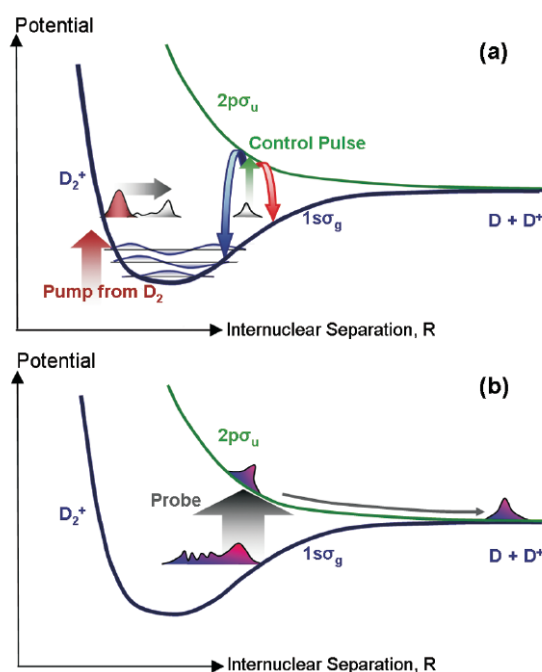 Potential
(a)
2pσu
Control Pulse
D2+
1sσg
D + D+
Pump from D2
Internuclear Separation, R
Potential
(b)
2pσu
Probe
D2+
1sσg
D + D+
Internuclear Separation, R